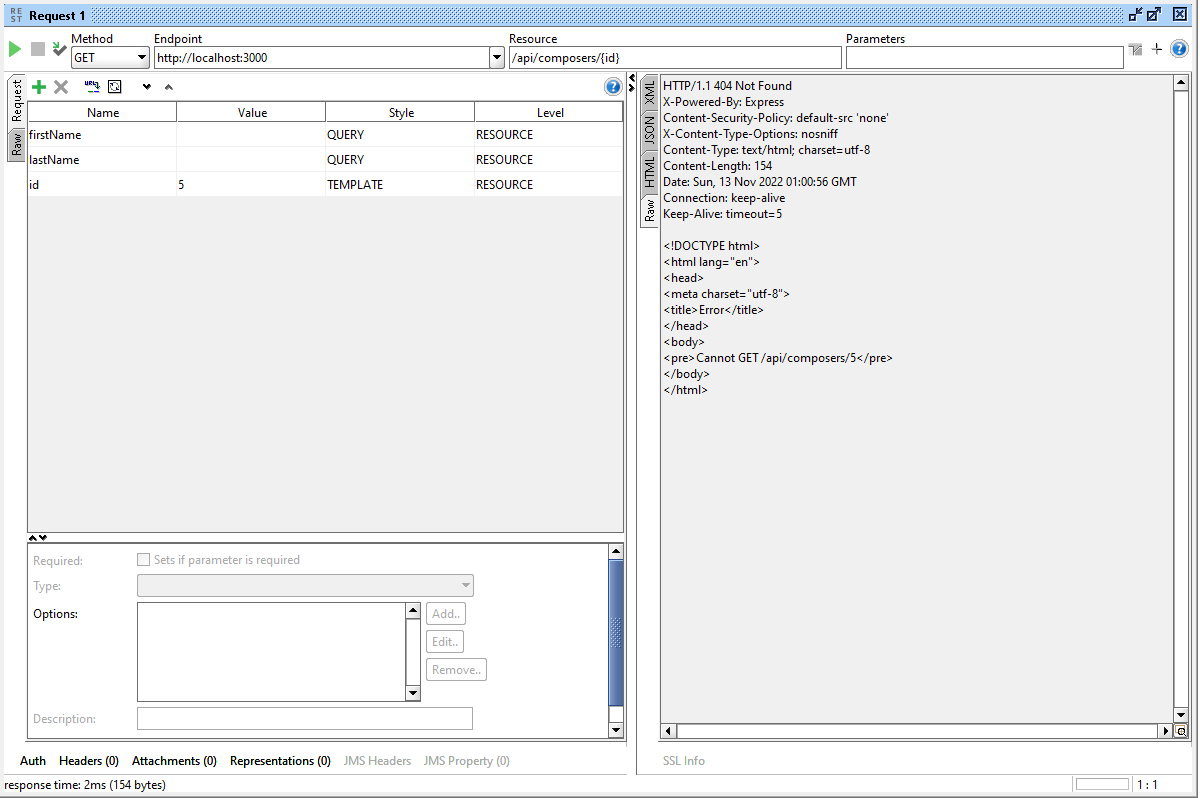 RE
ST
Request 1
Method
Endpoint
Resource
Parameters
GET
http://localhost:3000
/api/composers/{id}
Request
Raw
Name Value Style Level
firstName QUERY RESOURCE
lastName QUERY RESOURCE
id 5 TEMPLATE RESOURCE
Required:
Sets if parameter is required
Type:
Options:
Add..
Edit..
Remove..
Description:
Auth Headers (0) Attachments (0) Representations (0) JMS Headers JMS Property (0)
XML
JSON
HTML
Raw
HTTP/1.1 404 Not Found
X-Powered-By: Express
Content-Security-Policy: default-src 'none'
X-Content-Type-Options: nosniff
Content-Type: text/html; charset=utf-8
Content-Length: 154
Date: Sun, 13 Nov 2022 01:00:56 GMT
Connection: keep-alive
Keep-Alive: timeout=5
<!DOCTYPE html>
<html lang="en">
<head>
<meta charset="utf-8">
<title>Error</title>
</head>
<body>
<pre>Cannot GET /api/composers/5</pre>
</body>
</html>
SSL Info
response time: 2ms (154 bytes)
1 : 1